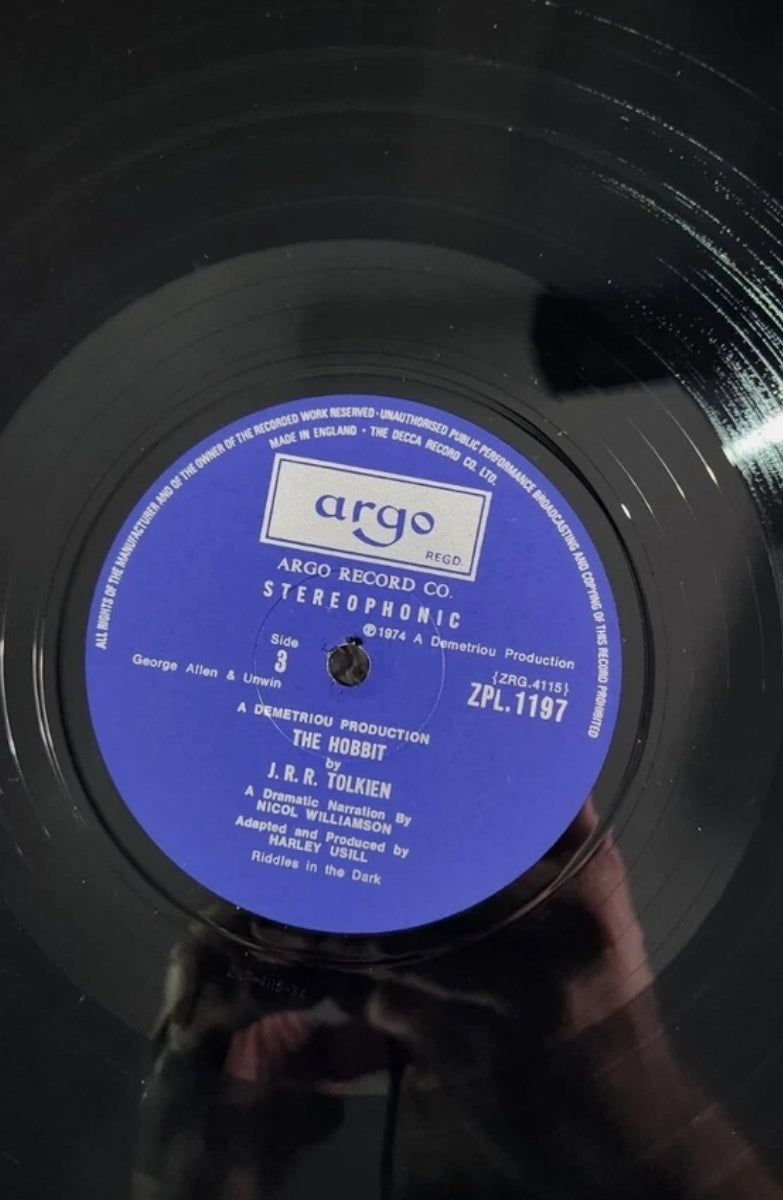 ALL RIGHTS OF THE MANUFACTURER AND OF THE OWNER OF THE RECORDED WORK RESERVED · UNAUTHORISED PUBLIC PERFORMANCE BROADCASTING AND COPYING OF THIS RECORD PROHIBITED
MADE IN ENGLAND • THE DECCA RECORD CO. LTD.
argo
REGD.
ARGO RECORD CO.
STEREOPHONIC
℗1974 A Demetriou Production
Side
3
George Allen & Unwin
{ZRG.4115}
ZPL.1197
A DEMETRIOU PRODUCTION
THE HOBBIT
by
J. R. R. TOLKIEN
A Dramatic Narration By
NICOL WILLIAMSON
Adapted and Produced by
HARLEY USILL
Riddles in the Dark